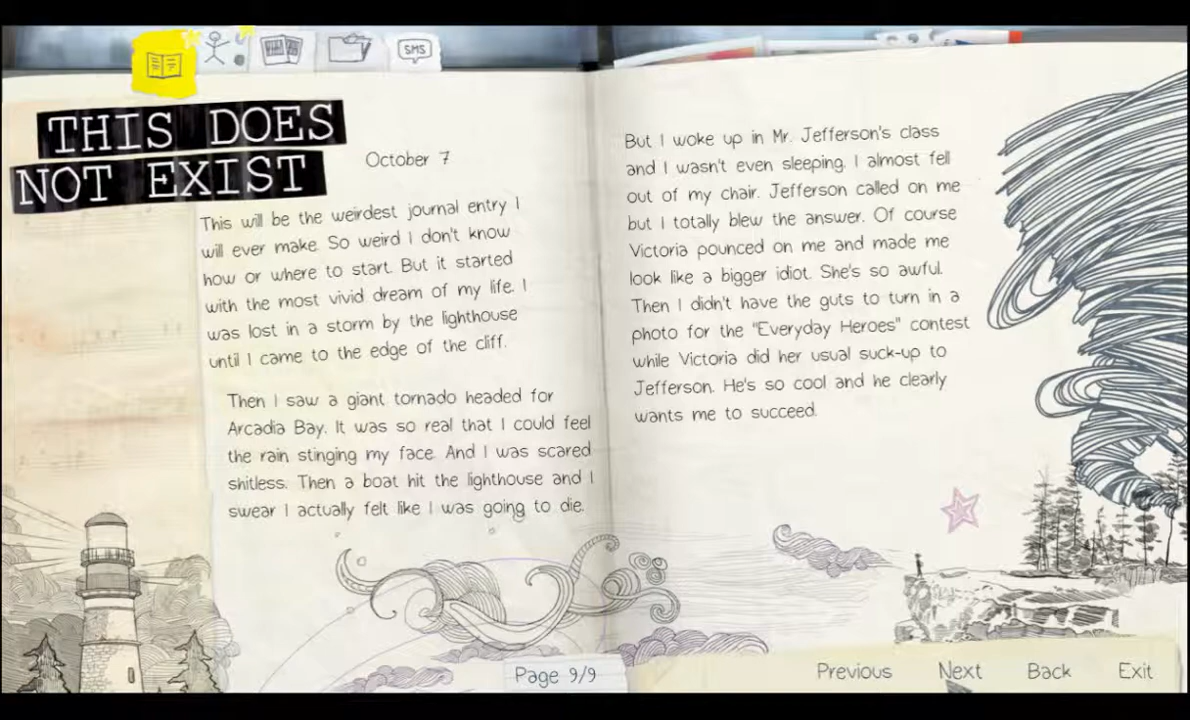 SMS
THIS DOES
NOT EXIST
October 7
This will be the weirdest journal entry I
will ever make. So weird I don't know
how or where to start. But it started
with the most vivid dream of my life. I
was lost in a storm by the lighthouse
until I came to the edge of the cliff.
Then I saw a giant tornado headed for
Arcadia Bay. It was so real that I could feel
the rain stinging my face. And I was scared
shitless. Then a boat hit the lighthouse and I
swear I actually felt like I was going to die.
But I woke up in Mr. Jefferson's class
and I wasn't even sleeping. I almost fell
out of my chair. Jefferson called on me
but I totally blew the answer. Of course
Victoria pounced on me and made me
look like a bigger idiot. She's so awful.
Then I didn't have the guts to turn in a
photo for the "Everyday Heroes" contest
while Victoria did her usual suck-up to
Jefferson. He's so cool and he clearly
wants me to succeed.
Page 9/9
Previous Next Back Exit